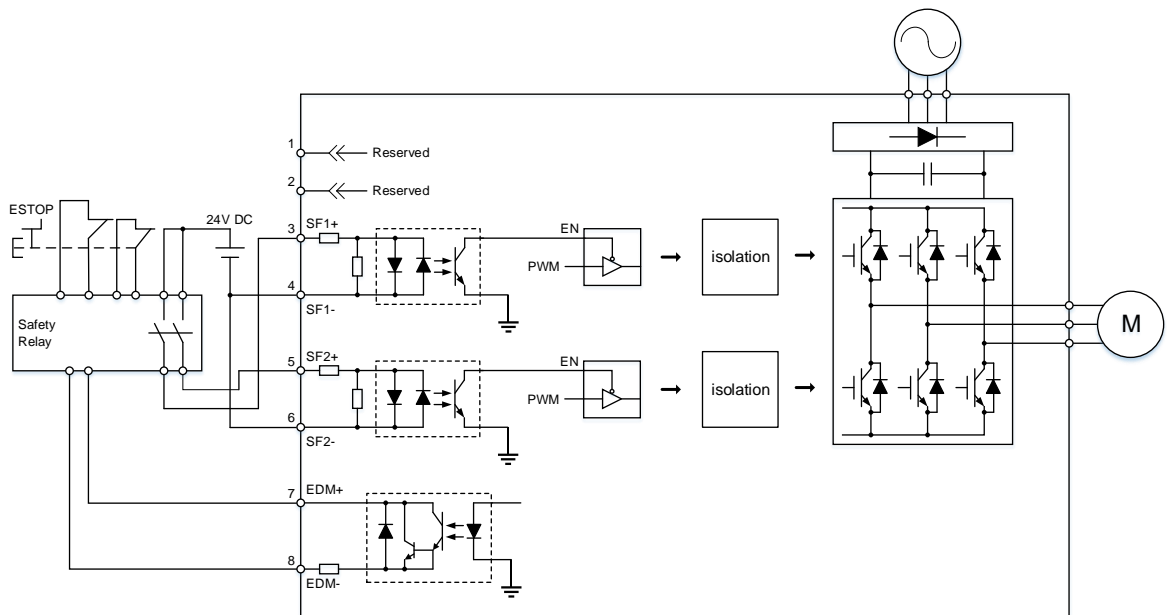 1
Reserved
2
Reserved
ESTOP
24V DC
3
SF1+
EN
PWM
isolation
4
SF1-
Safety
Relay
M
5
SF2+
EN
PWM
isolation
6
SF2-
7
EDM+
8
EDM-